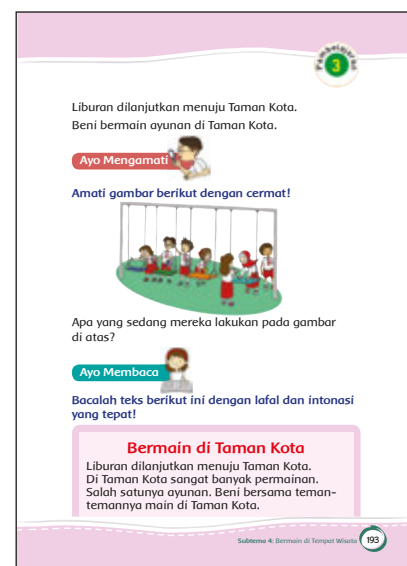 Pembelajaran
3
Liburan dilanjutkan menuju Taman Kota.
Beni bermain ayunan di Taman Kota.
Ayo Mengamati
Amati gambar berikut dengan cermat!
Apa yang sedang mereka lakukan pada gambar
di atas?
Ayo Membaca
Bacalah teks berikut ini dengan lafal dan intonasi
yang tepat!
Bermain di Taman Kota
Liburan dilanjutkan menuju Taman Kota.
Di Taman Kota sangat banyak permainan.
Salah satunya ayunan. Beni bersama teman-
temannya main di Taman Kota.
Subtema 4: Bermain di Tempat Wisata
193